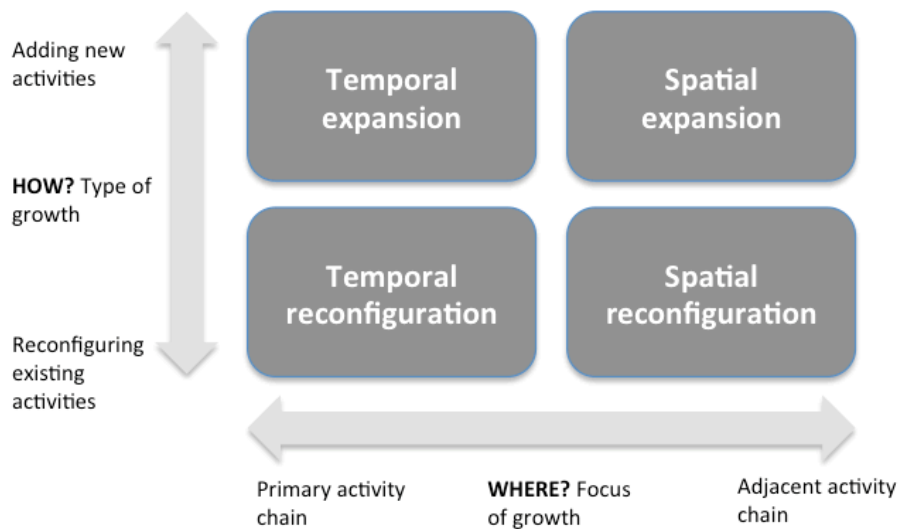 Adding new
activities
Temporal
expansion
Spatial
expansion
HOW? Type of
growth
Temporal
reconfiguration
Spatial
reconfiguration
Reconfiguring
existing
activities
Primary activity
chain
WHERE? Focus
of growth
Adjacent activity
chain